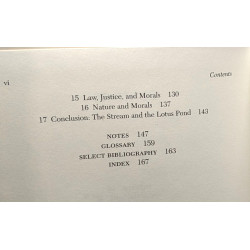 vi
Contents
15 Law, Justice, and Morals 130
16 Nature and Morals 137
17 Conclusion: The Stream and the Lotus Pond 143
NOTES 147
GLOSSARY 159
SELECT BIBLIOGRAPHY 163
INDEX 167